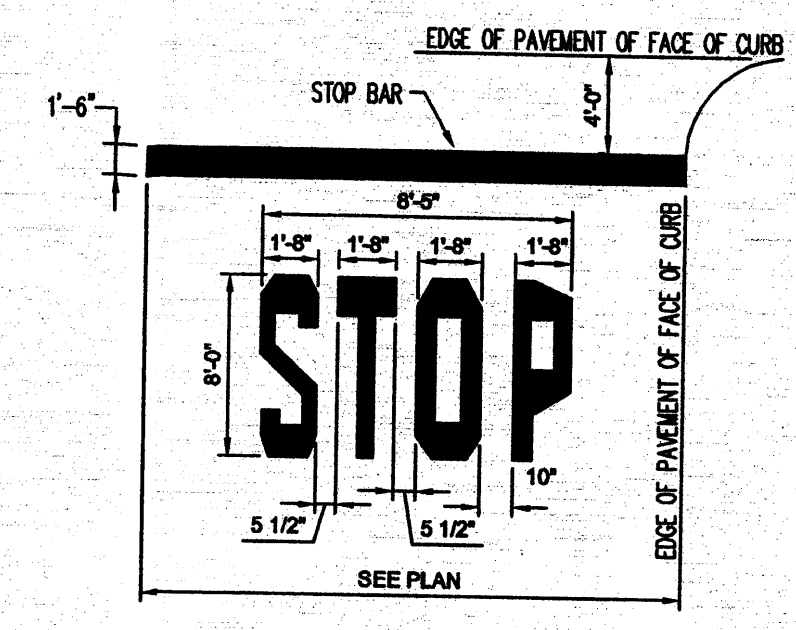 EDGE OF PAVEMENT OF FACE OF CURB
STOP BAR
1'-6"
4'-0"
8'-5"
1'-8" 1'-8" 1'-8" 1'-8"
STOP
8'-0"
EDGE OF PAVEMENT OF FACE OF CURB
10"
5 1/2" 5 1/2"
SEE PLAN